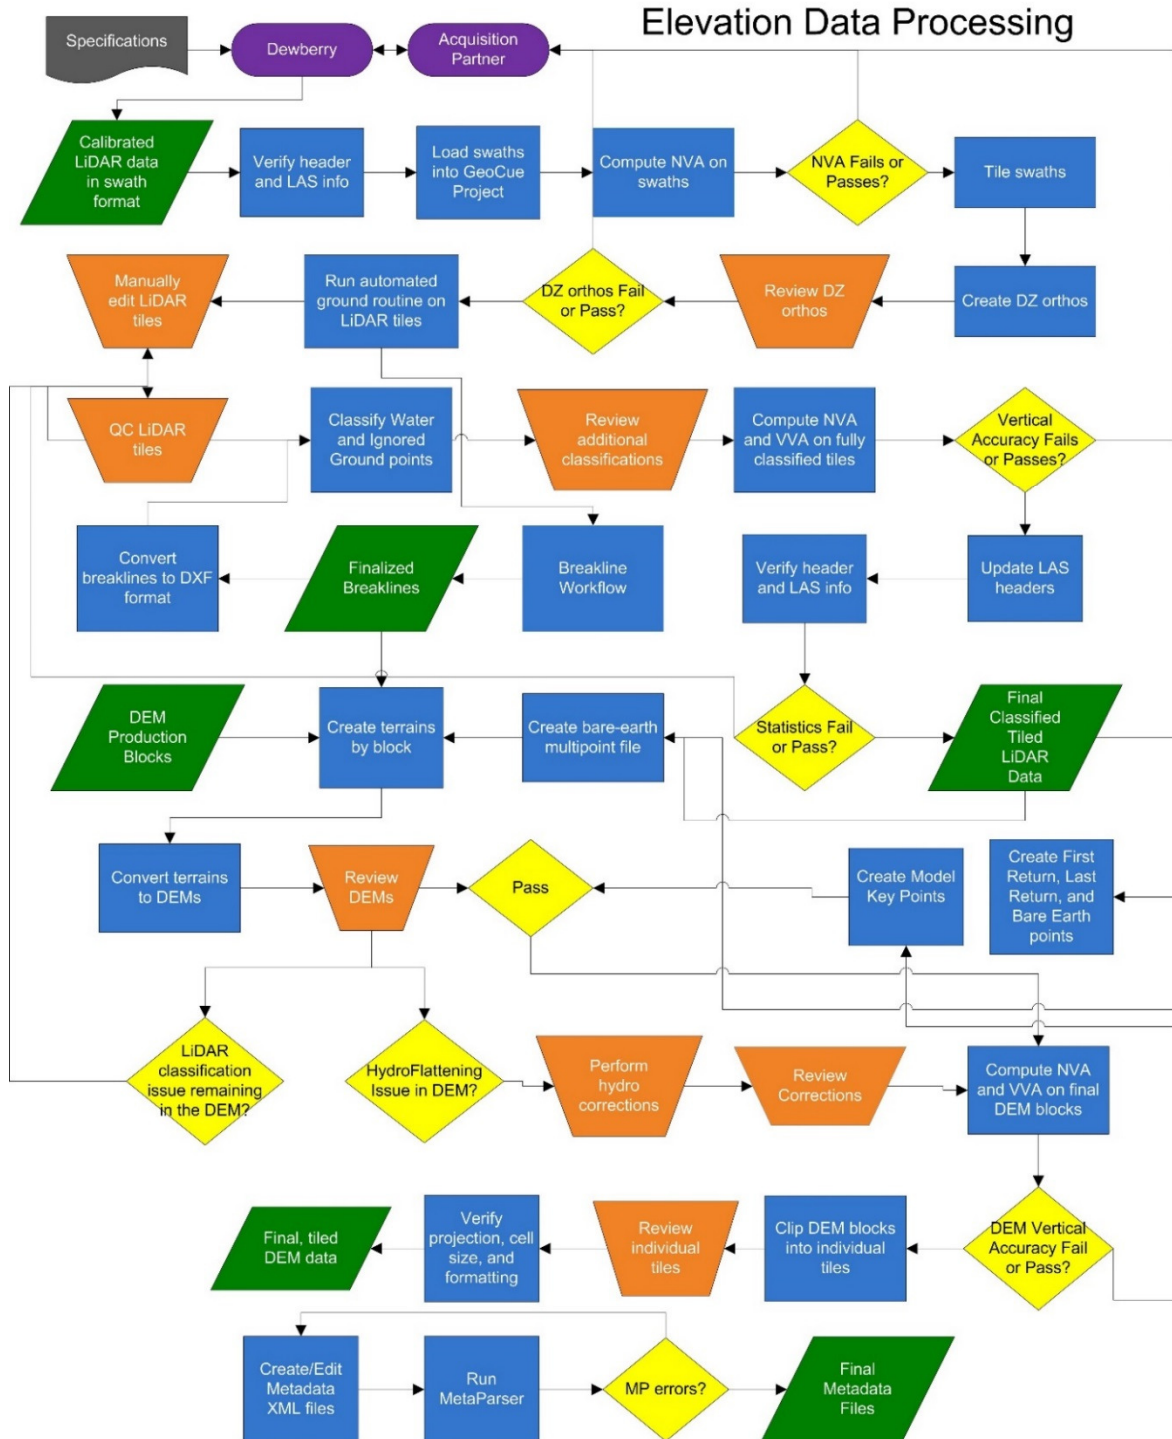 Elevation Data Processing
Specifications
Dewberry
Acquisition
Partner
Calibrated
LiDAR data
in swath
format
Verify header
and LAS info
Load swaths
into GeoCue
Project
Compute NVA on
swaths
NVA Fails or
Passes?
Tile swaths
Manually
edit LiDAR
tiles
Run automated
ground routine on
LiDAR tiles
DZ orthos Fail
or Pass?
Review DZ
orthos
Create DZ orthos
QC LiDAR
tiles
Classify Water
and Ignored
Ground points
Review
additional
classifications
Compute NVA
and VVA on fully
classified tiles
Vertical
Accuracy Fails
or Passes?
Convert
breaklines to DXF
format
Finalized
Breaklines
Breakline
Workflow
Verify header
and LAS info
Update LAS
headers
DEM
Production
Blocks
Create terrains
by block
Create bare-earth
multipoint file
Statistics Fail
or Pass?
Final
Classified
Tiled
LiDAR
Data
Convert terrains
to DEMs
Review
DEMs
Pass
Create Model
Key Points
Create First
Return, Last
Return, and
Bare Earth
points
LiDAR
classification
issue remaining
in the DEM?
HydroFlattening
Issue in DEM?
Perform
hydro
corrections
Review
Corrections
Compute NVA
and VVA on final
DEM blocks
Final, tiled
DEM data
Verify
projection, cell
size, and
formatting
Review
individual
tiles
Clip DEM blocks
into individual
tiles
DEM Vertical
Accuracy Fail
or Pass?
Create/Edit
Metadata
XML files
Run
MetaParser
MP errors?
Final
Metadata
Files